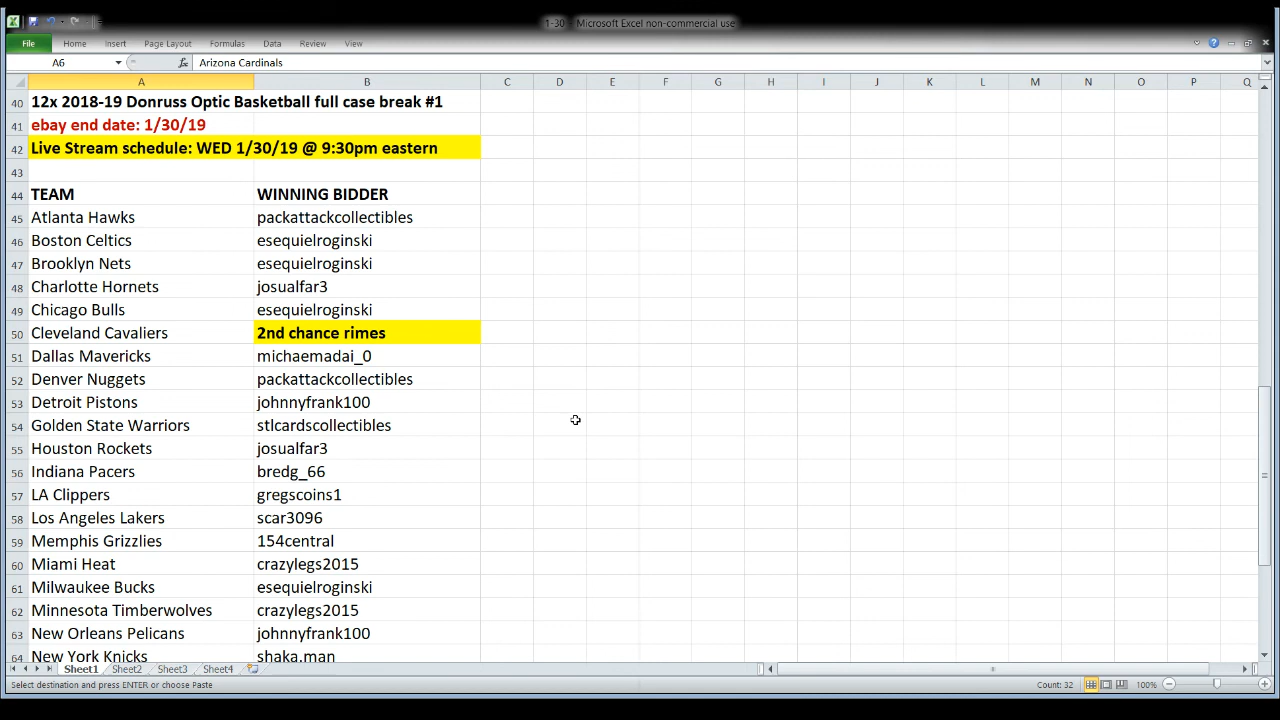 1-30 - Microsoft Excel non-commercial use
File Home Insert Page Layout Formulas Data Review View
A6 fx Arizona Cardinals
A B C D E F G H I J K L M N O P Q
40 12x 2018-19 Donruss Optic Basketball full case break #1
41 ebay end date: 1/30/19
42 Live Stream schedule: WED 1/30/19 @ 9:30pm eastern
43
44 TEAM WINNING BIDDER
45 Atlanta Hawks packattackcollectibles
46 Boston Celtics esequielroginski
47 Brooklyn Nets esequielroginski
48 Charlotte Hornets josualfar3
49 Chicago Bulls esequielroginski
50 Cleveland Cavaliers 2nd chance rimes
51 Dallas Mavericks michaemadai_0
52 Denver Nuggets packattackcollectibles
53 Detroit Pistons johnnyfrank100
54 Golden State Warriors stlcardscollectibles
55 Houston Rockets josualfar3
56 Indiana Pacers bredg_66
57 LA Clippers gregscoins1
58 Los Angeles Lakers scar3096
59 Memphis Grizzlies 154central
60 Miami Heat crazylegs2015
61 Milwaukee Bucks esequielroginski
62 Minnesota Timberwolves crazylegs2015
63 New Orleans Pelicans johnnyfrank100
64 New York Knicks shaka.man
Sheet1 Sheet2 Sheet3 Sheet4
Select destination and press ENTER or choose Paste Count: 32 100%